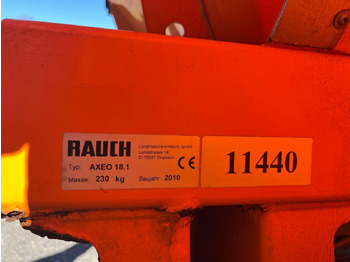 RAUCH
Landmaschinenfabrik GmbH
Landstrasse 14
D-76547 Sinzheim
CE
Typ: AXEO 18.1
Masse: 230 kg Baujahr: 2010
11440